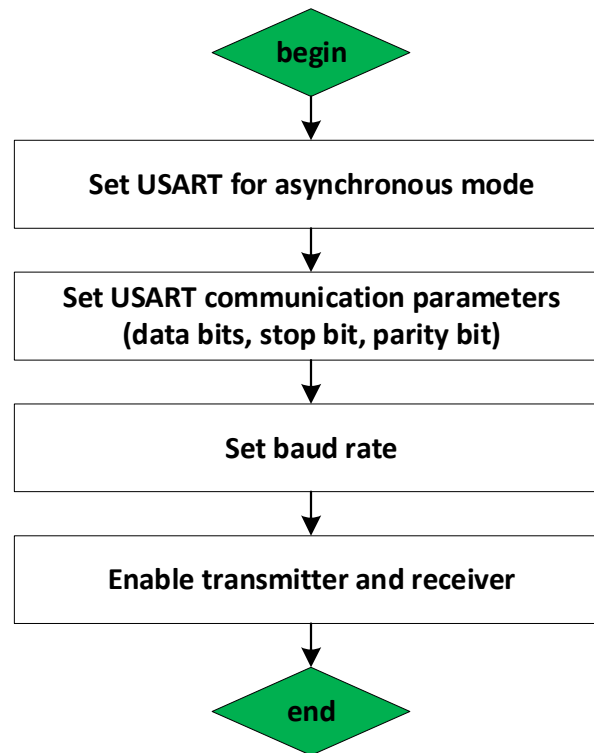 begin
Set USART for asynchronous mode
Set USART communication parameters
(data bits, stop bit, parity bit)
Set baud rate
Enable transmitter and receiver
end